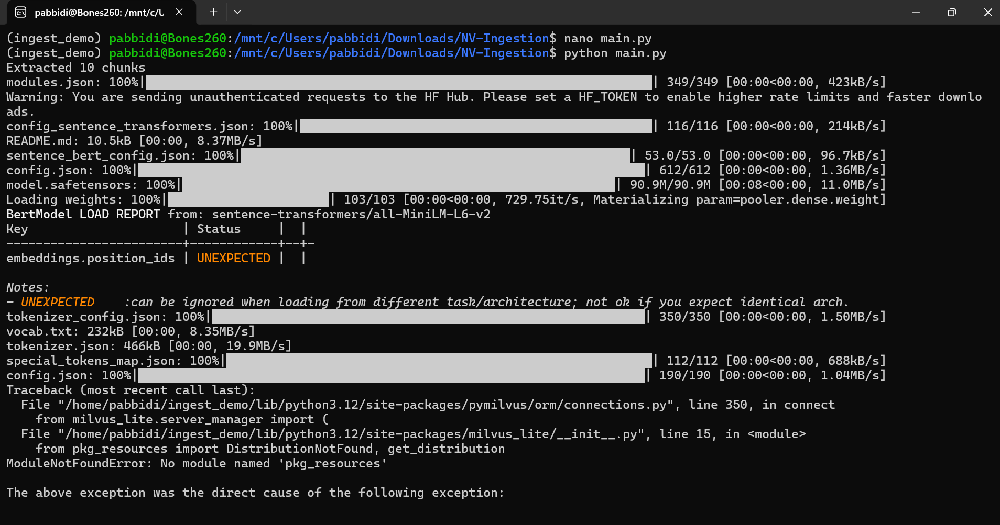 pabbidi@Bones260: /mnt/c/U
(ingest_demo) pabbidi@Bones260:/mnt/c/Users/pabbidi/Downloads/NV-Ingestion$ nano main.py
(ingest_demo) pabbidi@Bones260:/mnt/c/Users/pabbidi/Downloads/NV-Ingestion$ python main.py
Extracted 10 chunks
modules.json: 100%| | 349/349 [00:00<00:00, 423kB/s]
Warning: You are sending unauthenticated requests to the HF Hub. Please set a HF_TOKEN to enable higher rate limits and faster downlo
ads.
config_sentence_transformers.json: 100%| | 116/116 [00:00<00:00, 214kB/s]
README.md: 10.5kB [00:00, 8.37MB/s]
sentence_bert_config.json: 100%| | 53.0/53.0 [00:00<00:00, 96.7kB/s]
config.json: 100%| | 612/612 [00:00<00:00, 1.36MB/s]
model.safetensors: 100%| | 90.9M/90.9M [00:08<00:00, 11.0MB/s]
Loading weights: 100%| | 103/103 [00:00<00:00, 729.75it/s, Materializing param=pooler.dense.weight]
BertModel LOAD REPORT from: sentence-transformers/all-MiniLM-L6-v2
Key                     | Status     |  |
------------------------+------------+--+-
embeddings.position_ids | UNEXPECTED |  |
Notes:
- UNEXPECTED    :can be ignored when loading from different task/architecture; not ok if you expect identical arch.
tokenizer_config.json: 100%| | 350/350 [00:00<00:00, 1.50MB/s]
vocab.txt: 232kB [00:00, 8.35MB/s]
tokenizer.json: 466kB [00:00, 19.9MB/s]
special_tokens_map.json: 100%| | 112/112 [00:00<00:00, 688kB/s]
config.json: 100%| | 190/190 [00:00<00:00, 1.04MB/s]
Traceback (most recent call last):
  File "/home/pabbidi/ingest_demo/lib/python3.12/site-packages/pymilvus/orm/connections.py", line 350, in connect
    from milvus_lite.server_manager import (
  File "/home/pabbidi/ingest_demo/lib/python3.12/site-packages/milvus_lite/__init__.py", line 15, in <module>
    from pkg_resources import DistributionNotFound, get_distribution
ModuleNotFoundError: No module named 'pkg_resources'
The above exception was the direct cause of the following exception: